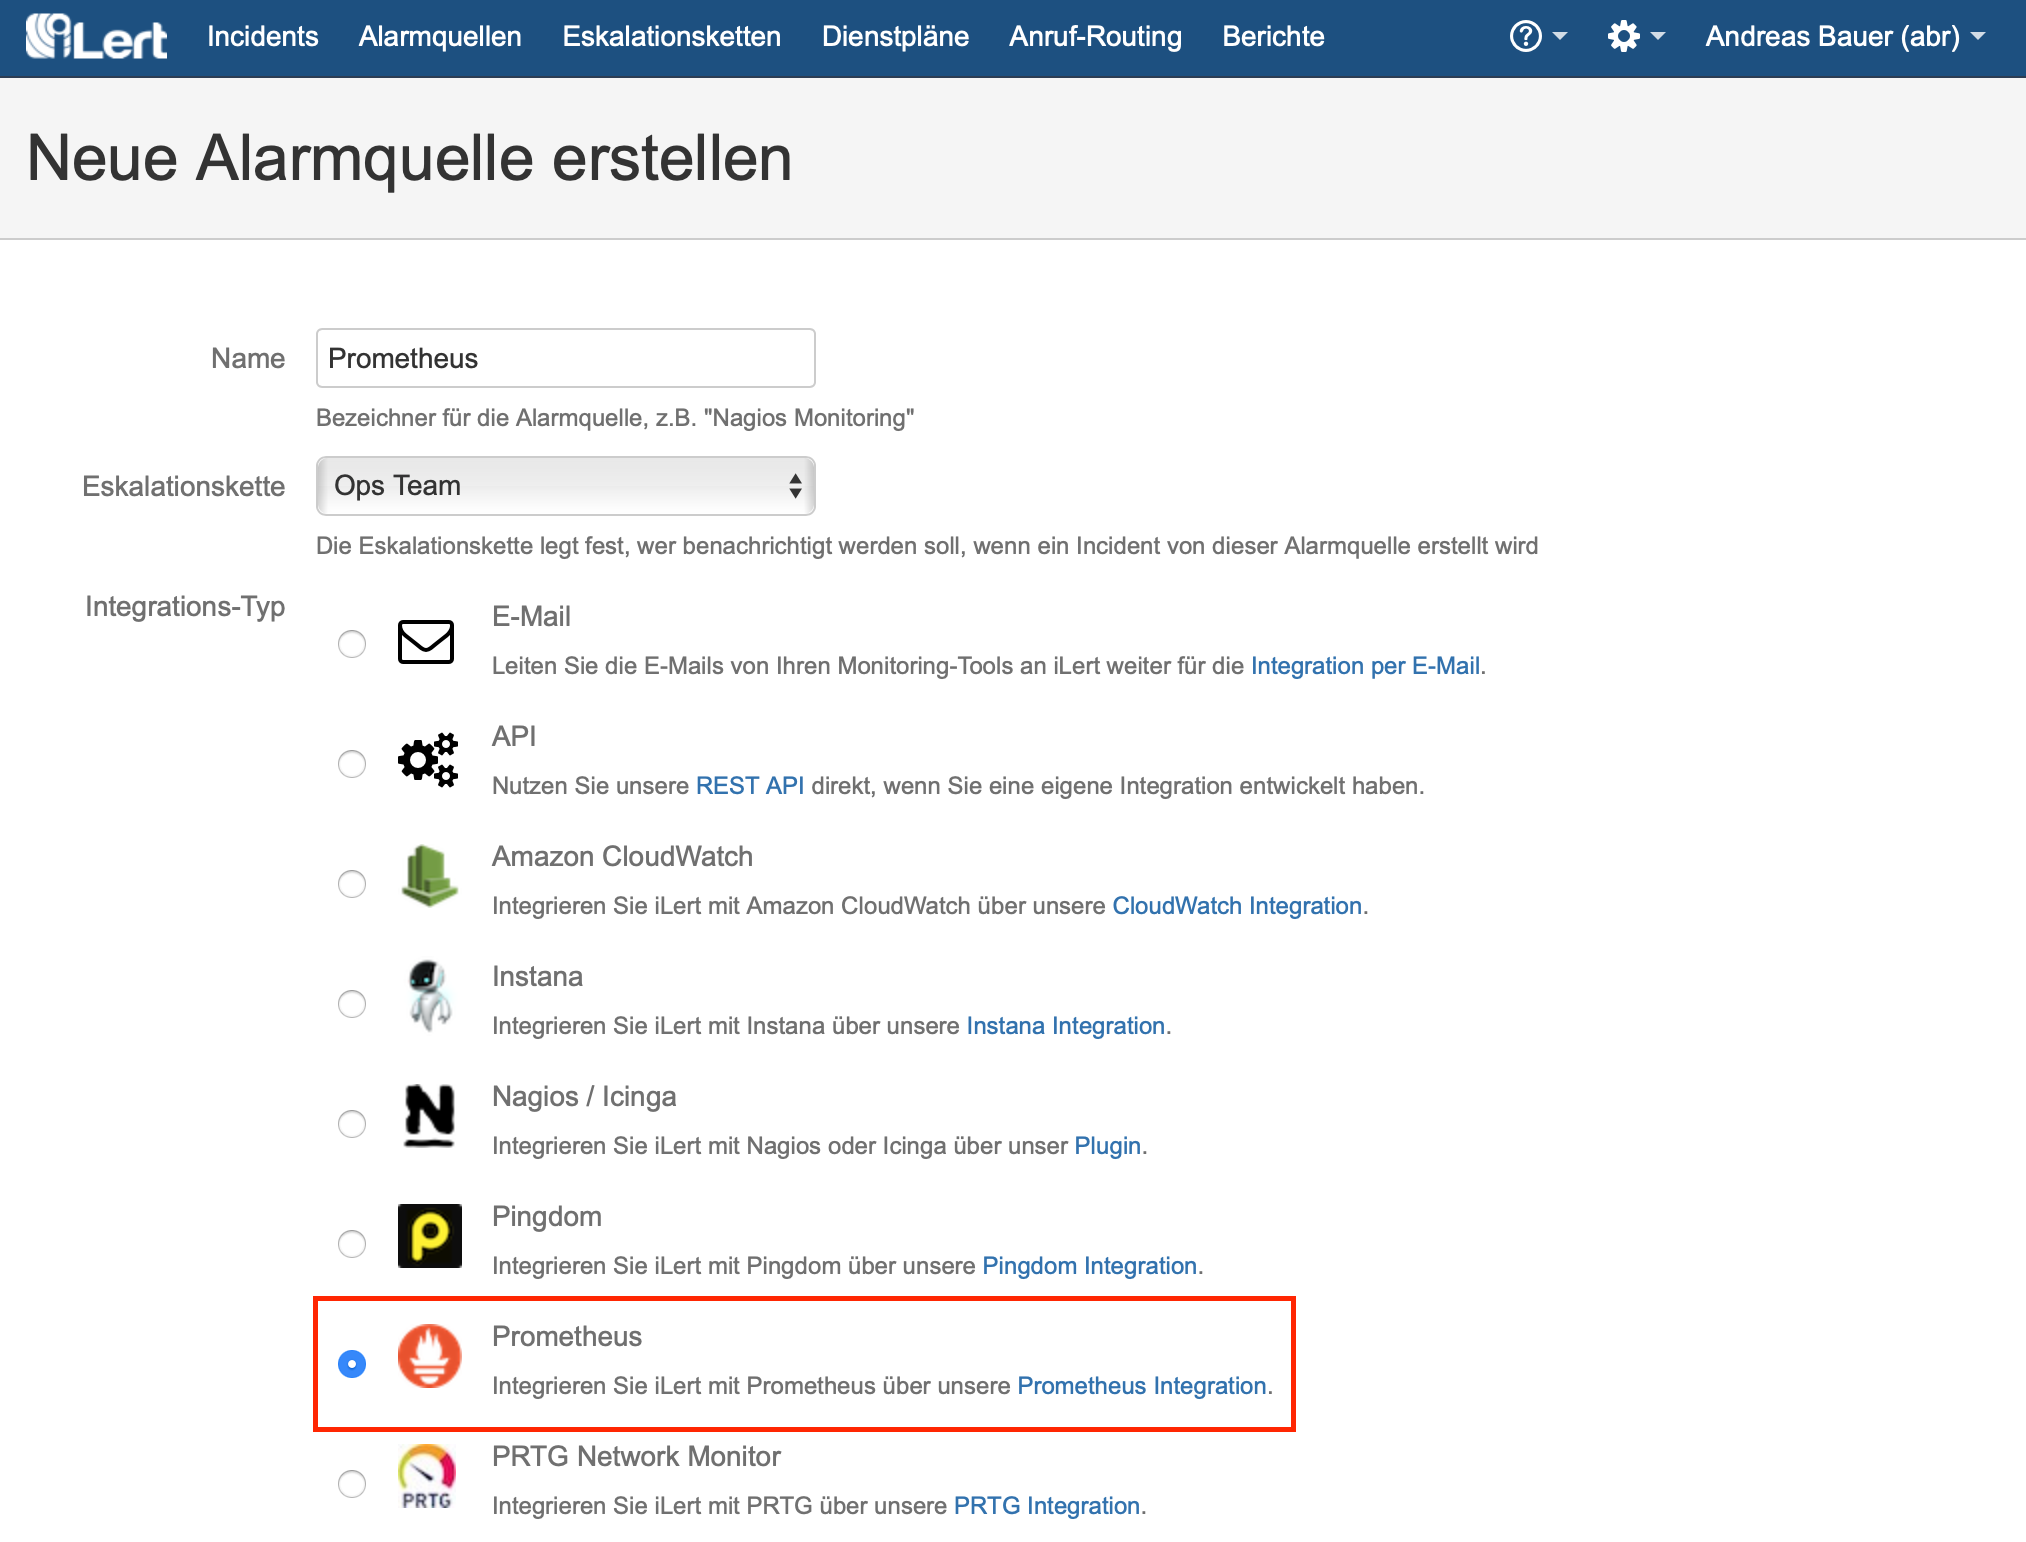 iLert Incidents Alarmquellen Eskalationsketten Dienstpläne Anruf-Routing Berichte ? Andreas Bauer (abr)
Neue Alarmquelle erstellen
Name Prometheus
Bezeichner für die Alarmquelle, z.B. "Nagios Monitoring"
Eskalationskette Ops Team
Die Eskalationskette legt fest, wer benachrichtigt werden soll, wenn ein Incident von dieser Alarmquelle erstellt wird
Integrations-Typ
E-Mail
Leiten Sie die E-Mails von Ihren Monitoring-Tools an iLert weiter für die Integration per E-Mail.
API
Nutzen Sie unsere REST API direkt, wenn Sie eine eigene Integration entwickelt haben.
Amazon CloudWatch
Integrieren Sie iLert mit Amazon CloudWatch über unsere CloudWatch Integration.
Instana
Integrieren Sie iLert mit Instana über unsere Instana Integration.
N
Nagios / Icinga
Integrieren Sie iLert mit Nagios oder Icinga über unser Plugin.
Pingdom
Integrieren Sie iLert mit Pingdom über unsere Pingdom Integration.
Prometheus
Integrieren Sie iLert mit Prometheus über unsere Prometheus Integration.
PRTG Network Monitor
PRTG
Integrieren Sie iLert mit PRTG über unsere PRTG Integration.